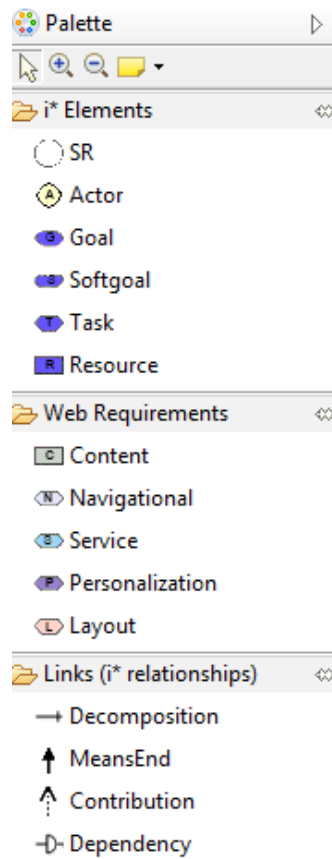 Palette
i* Elements
SR
A Actor
G Goal
S Softgoal
T Task
R Resource
Web Requirements
C Content
N Navigational
S Service
P Personalization
L Layout
Links (i* relationships)
Decomposition
MeansEnd
Contribution
D Dependency